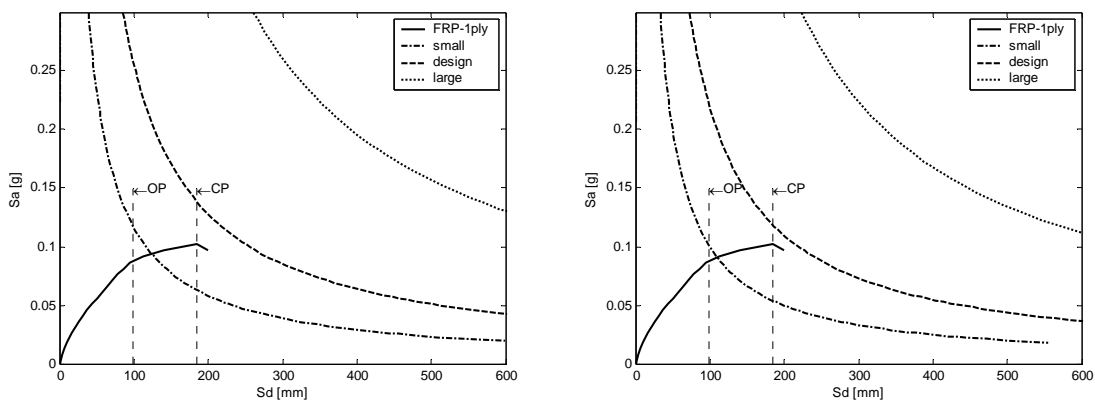 FRP-1ply
small
design
large
0.25
0.2
0.15
0.1
0.05
0
←OP
←CP
Sa [g]
0 100 200 300 400 500 600
Sd [mm]
FRP-1ply
small
design
large
0.25
0.2
0.15
0.1
0.05
0
←OP
←CP
Sa [g]
0 100 200 300 400 500 600
Sd [mm]